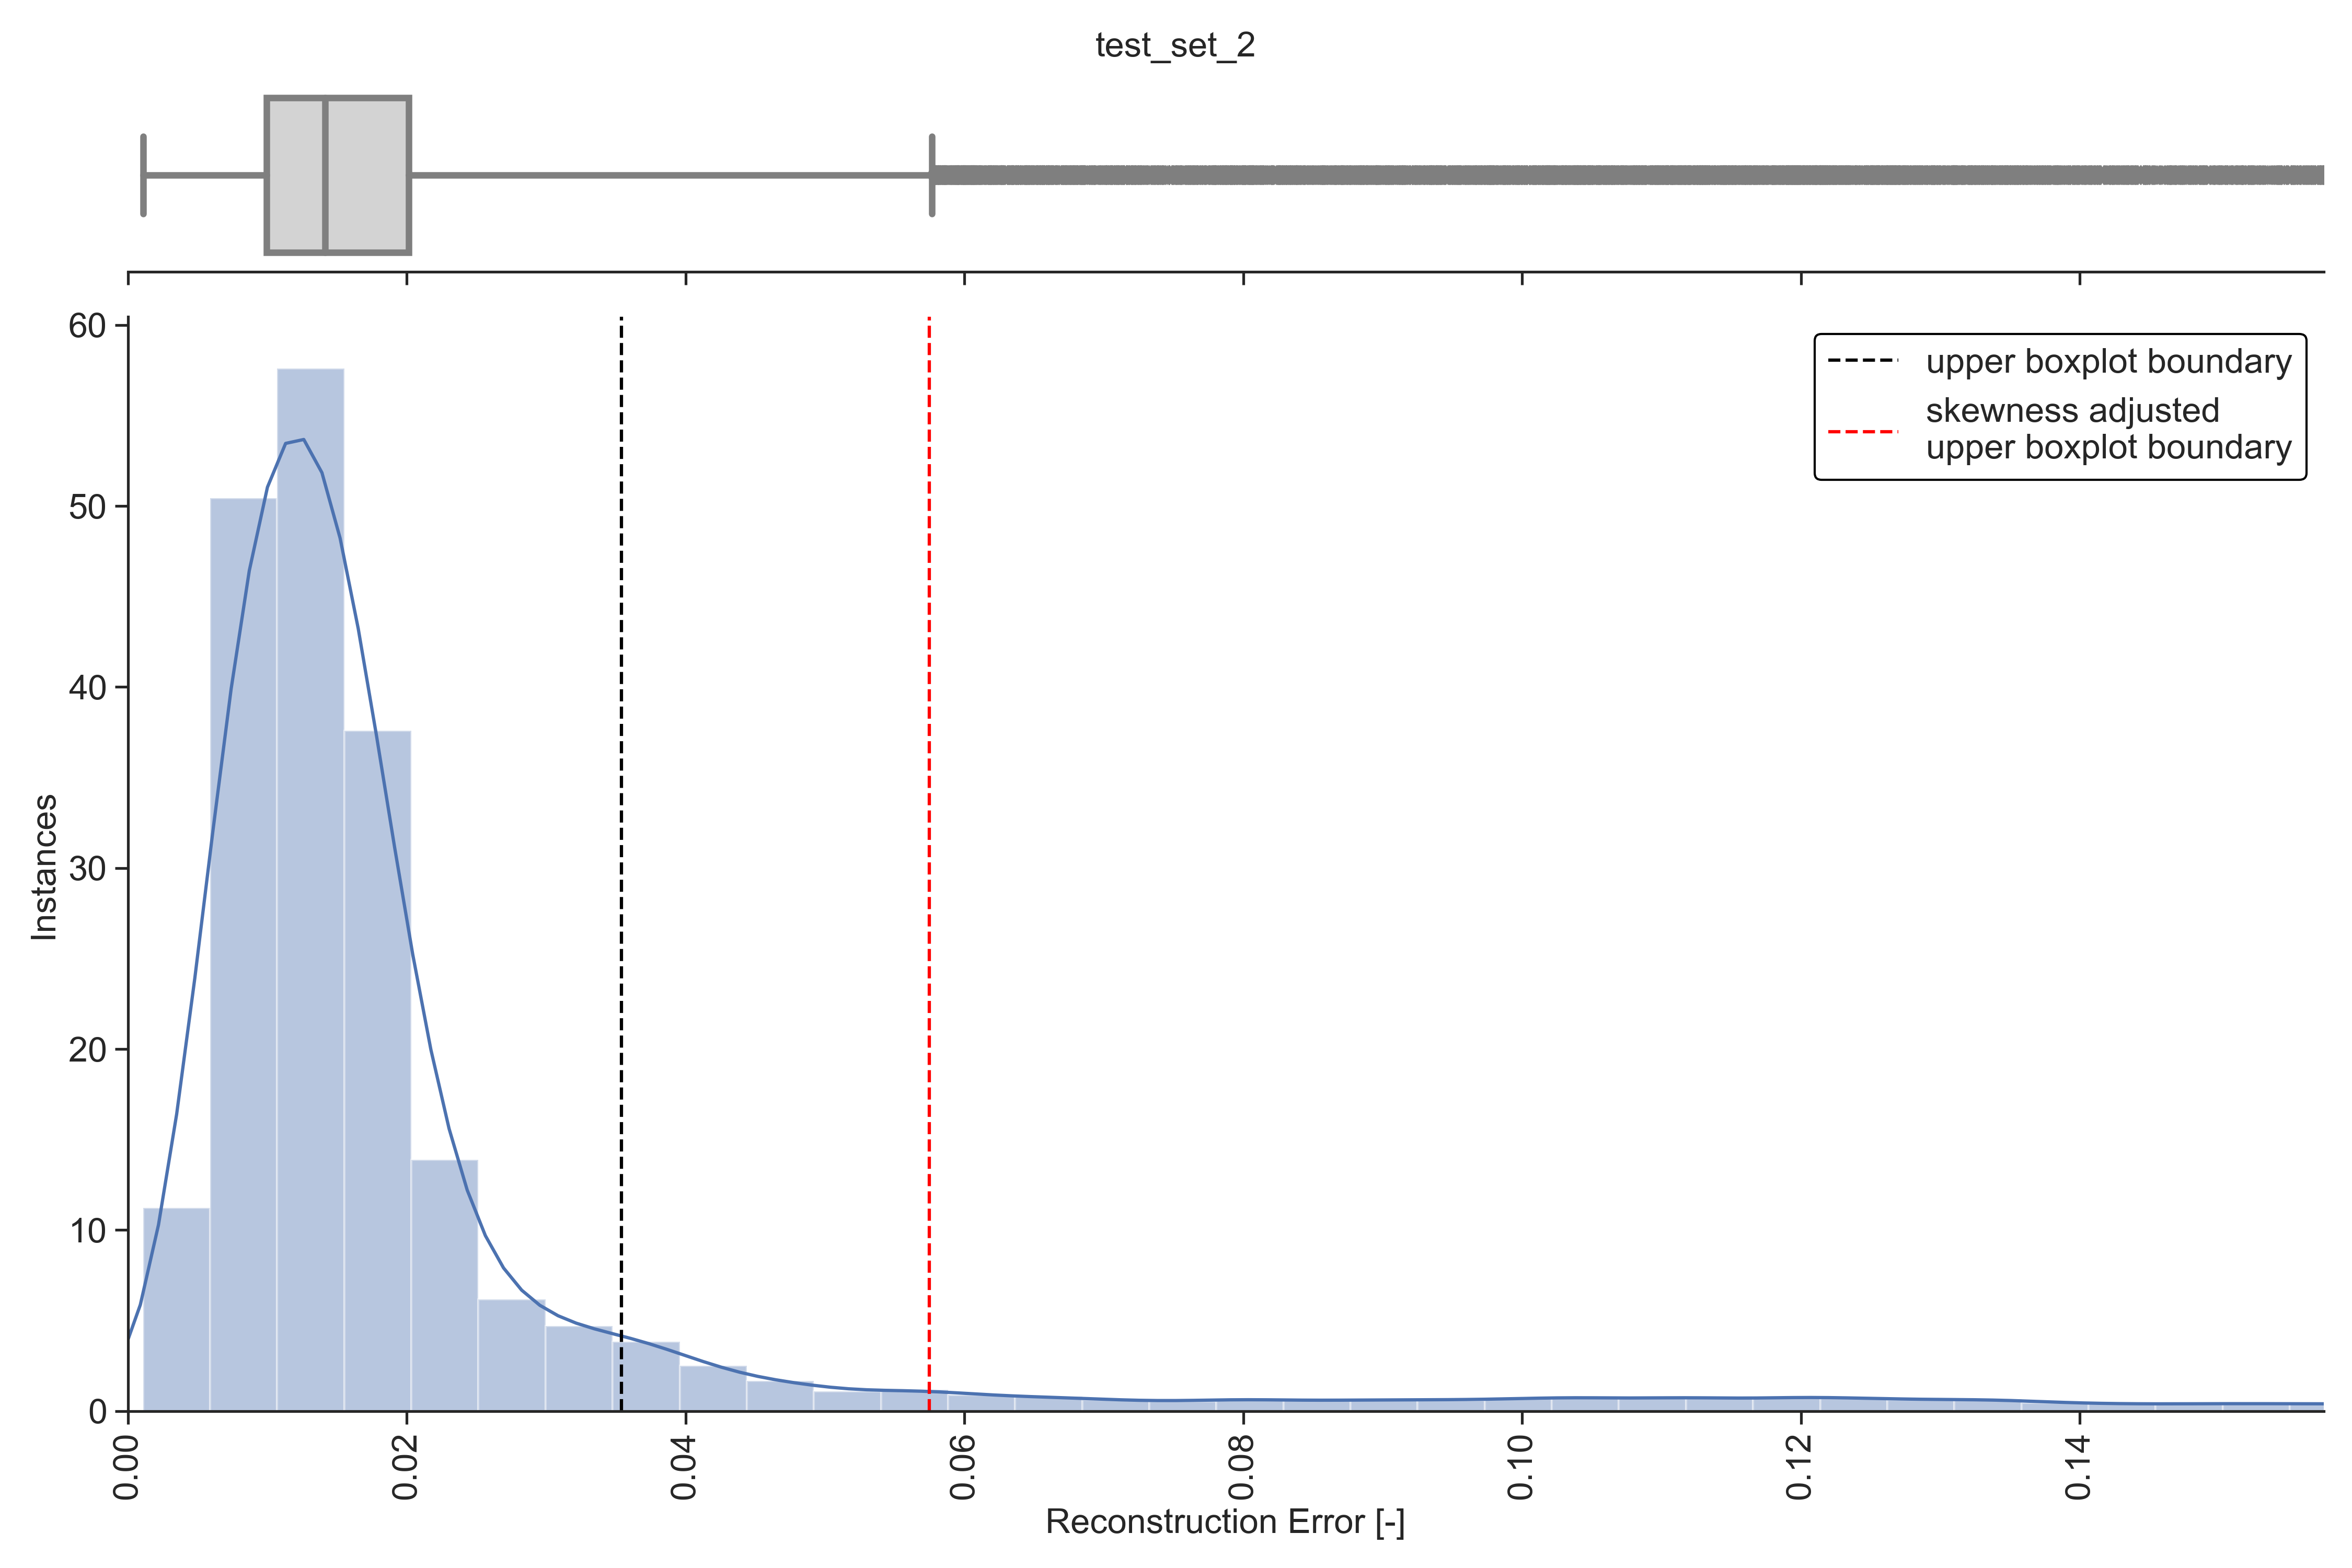 test_set_2
60
50
40
30
20
10
0
Instances
upper boxplot boundary
skewness adjusted
upper boxplot boundary
0.00
0.02
0.04
0.06
0.08
0.10
0.12
0.14
Reconstruction Error [-]